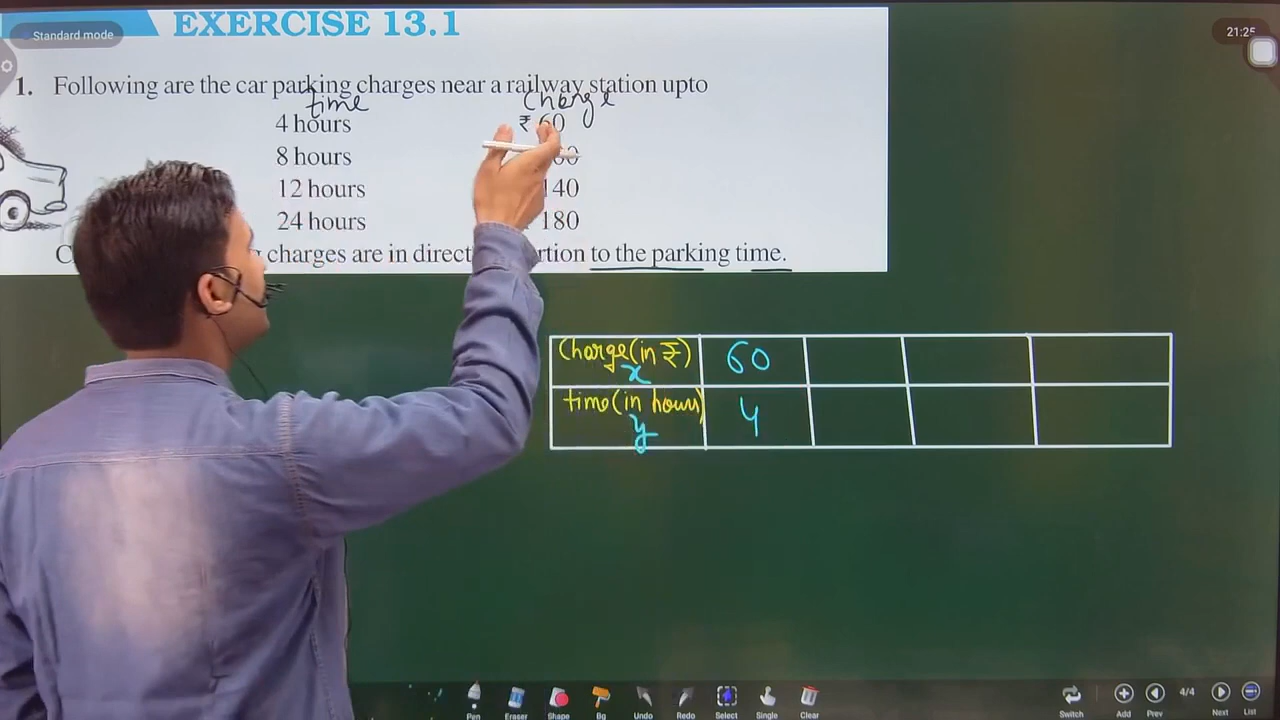 Standard mode
EXERCISE 13.1
21:25
1. Following are the car parking charges near a railway station upto
time
charge
4 hours ₹ 60
8 hours
12 hours 140
24 hours 180
charges are in direct to the parking time.
Charge(in ₹) x 60
time(in hours) y 4
Pen Eraser Shape Bg Undo Redo Select Single Clear
Switch Add Prev 4/4 Next List